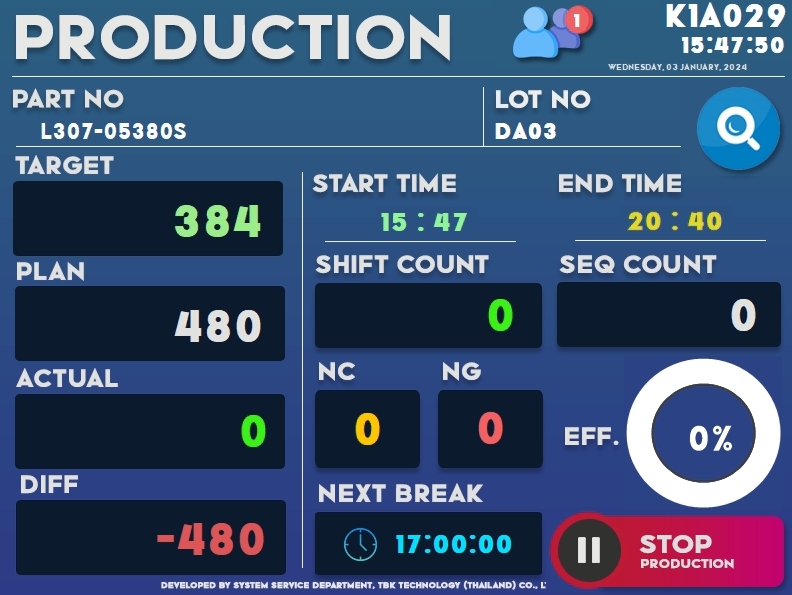 PRODUCTION
1
K1A029
15:47:50
WEDNESDAY, 03 JANUARY, 2024
PART NO
L307-05380S
LOT NO
DA03
TARGET
384
START TIME
15 : 47
END TIME
20 : 40
PLAN
480
SHIFT COUNT
0
SEQ COUNT
0
ACTUAL
0
NC
0
NG
0
EFF.
0%
DIFF
-480
NEXT BREAK
17:00:00
STOP
PRODUCTION
DEVELOPED BY SYSTEM SERVICE DEPARTMENT, TBK TECHNOLOGY (THAILAND) CO., L